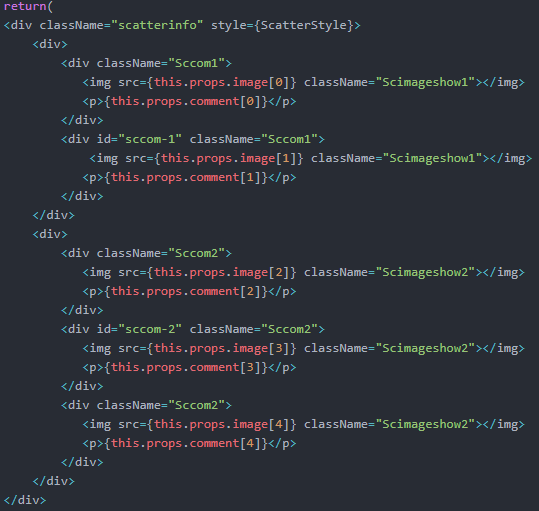 return(
<div className="scatterinfo" style={ScatterStyle}>
    <div>
        <div className="Sccom1">
           <img src={this.props.image[0]} className="Scimageshow1"></img>
           <p>{this.props.comment[0]}</p>
        </div>
        <div id="sccom-1" className="Sccom1">
            <img src={this.props.image[1]} className="Scimageshow1"></img>
           <p>{this.props.comment[1]}</p>
        </div>
    </div>
    <div>
        <div className="Sccom2">
           <img src={this.props.image[2]} className="Scimageshow2"></img>
           <p>{this.props.comment[2]}</p>
        </div>
        <div id="sccom-2" className="Sccom2">
           <img src={this.props.image[3]} className="Scimageshow2"></img>
           <p>{this.props.comment[3]}</p>
        </div>
        <div className="Sccom2">
           <img src={this.props.image[4]} className="Scimageshow2"></img>
           <p>{this.props.comment[4]}</p>
        </div>
    </div>
</div>